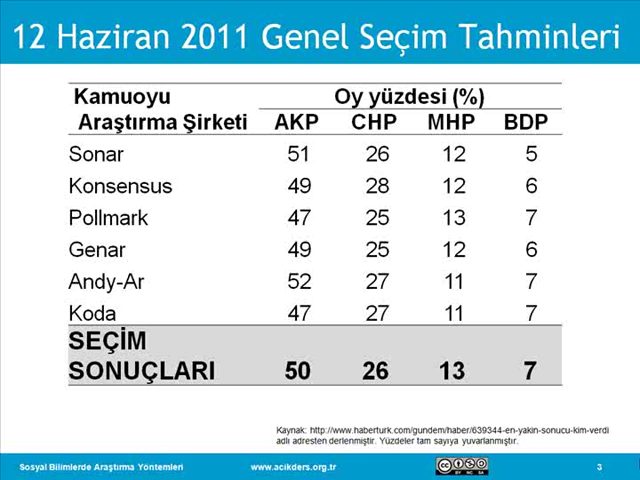 12 Haziran 2011 Genel Seçim Tahminleri
Kamuoyu Oy yüzdesi (%)
Araştırma Şirketi AKP CHP MHP BDP
Sonar 51 26 12 5
Konsensus 49 28 12 6
Pollmark 47 25 13 7
Genar 49 25 12 6
Andy-Ar 52 27 11 7
Koda 47 27 11 7
SEÇİM
SONUÇLARI 50 26 13 7
Kaynak: http://www.haberturk.com/gundem/haber/639344-en-yakin-sonucu-kim-verdi
adlı adresten derlenmiştir. Yüzdeler tam sayıya yuvarlanmıştır.
Sosyal Bilimlerde Araştırma Yöntemleri www.acikders.org.tr BY NC SA 3